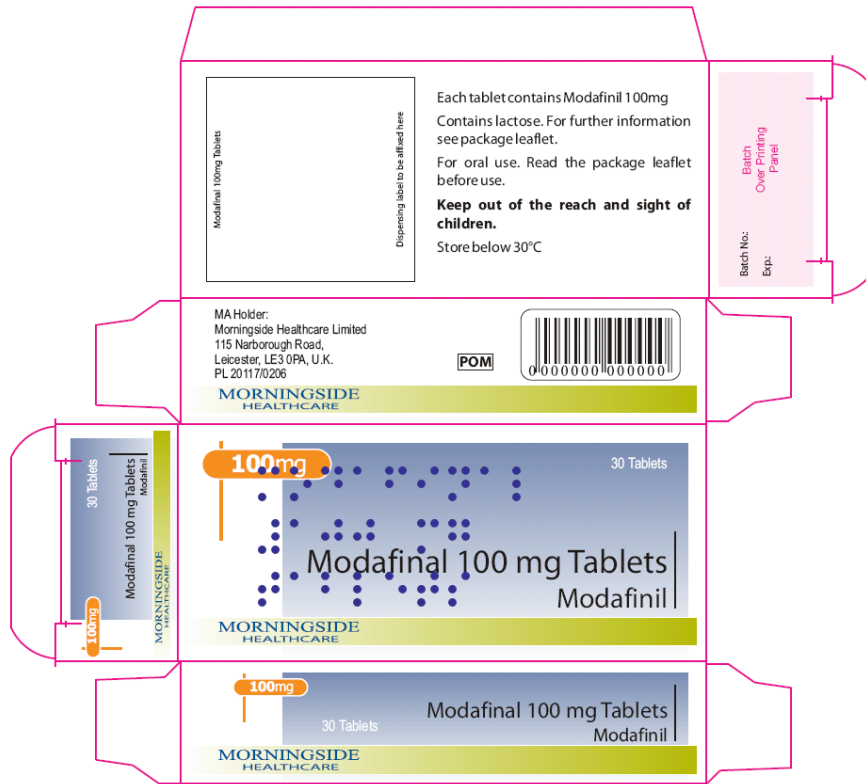 Modafinal 100mg Tablets
Dispensing label to be affixed here
Each tablet contains Modafinil 100mg
Contains lactose. For further information
see package leaflet.
For oral use. Read the package leaflet
before use.
Keep out of the reach and sight of
children.
Store below 30°C
Batch
Over Printing
Panel
Batch No.:
Exp.:
MA Holder:
Morningside Healthcare Limited
115 Narborough Road,
Leicester, LE3 0PA, U.K.
PL 20117/0206
POM
0 000000 000000
MORNINGSIDE
HEALTHCARE
30 Tablets
Modafinal 100 mg Tablets
Modafinil
100mg
MORNINGSIDE
HEALTHCARE
100mg
30 Tablets
Modafinal 100 mg Tablets
Modafinil
MORNINGSIDE
HEALTHCARE
100mg
30 Tablets
Modafinal 100 mg Tablets
Modafinil
MORNINGSIDE
HEALTHCARE